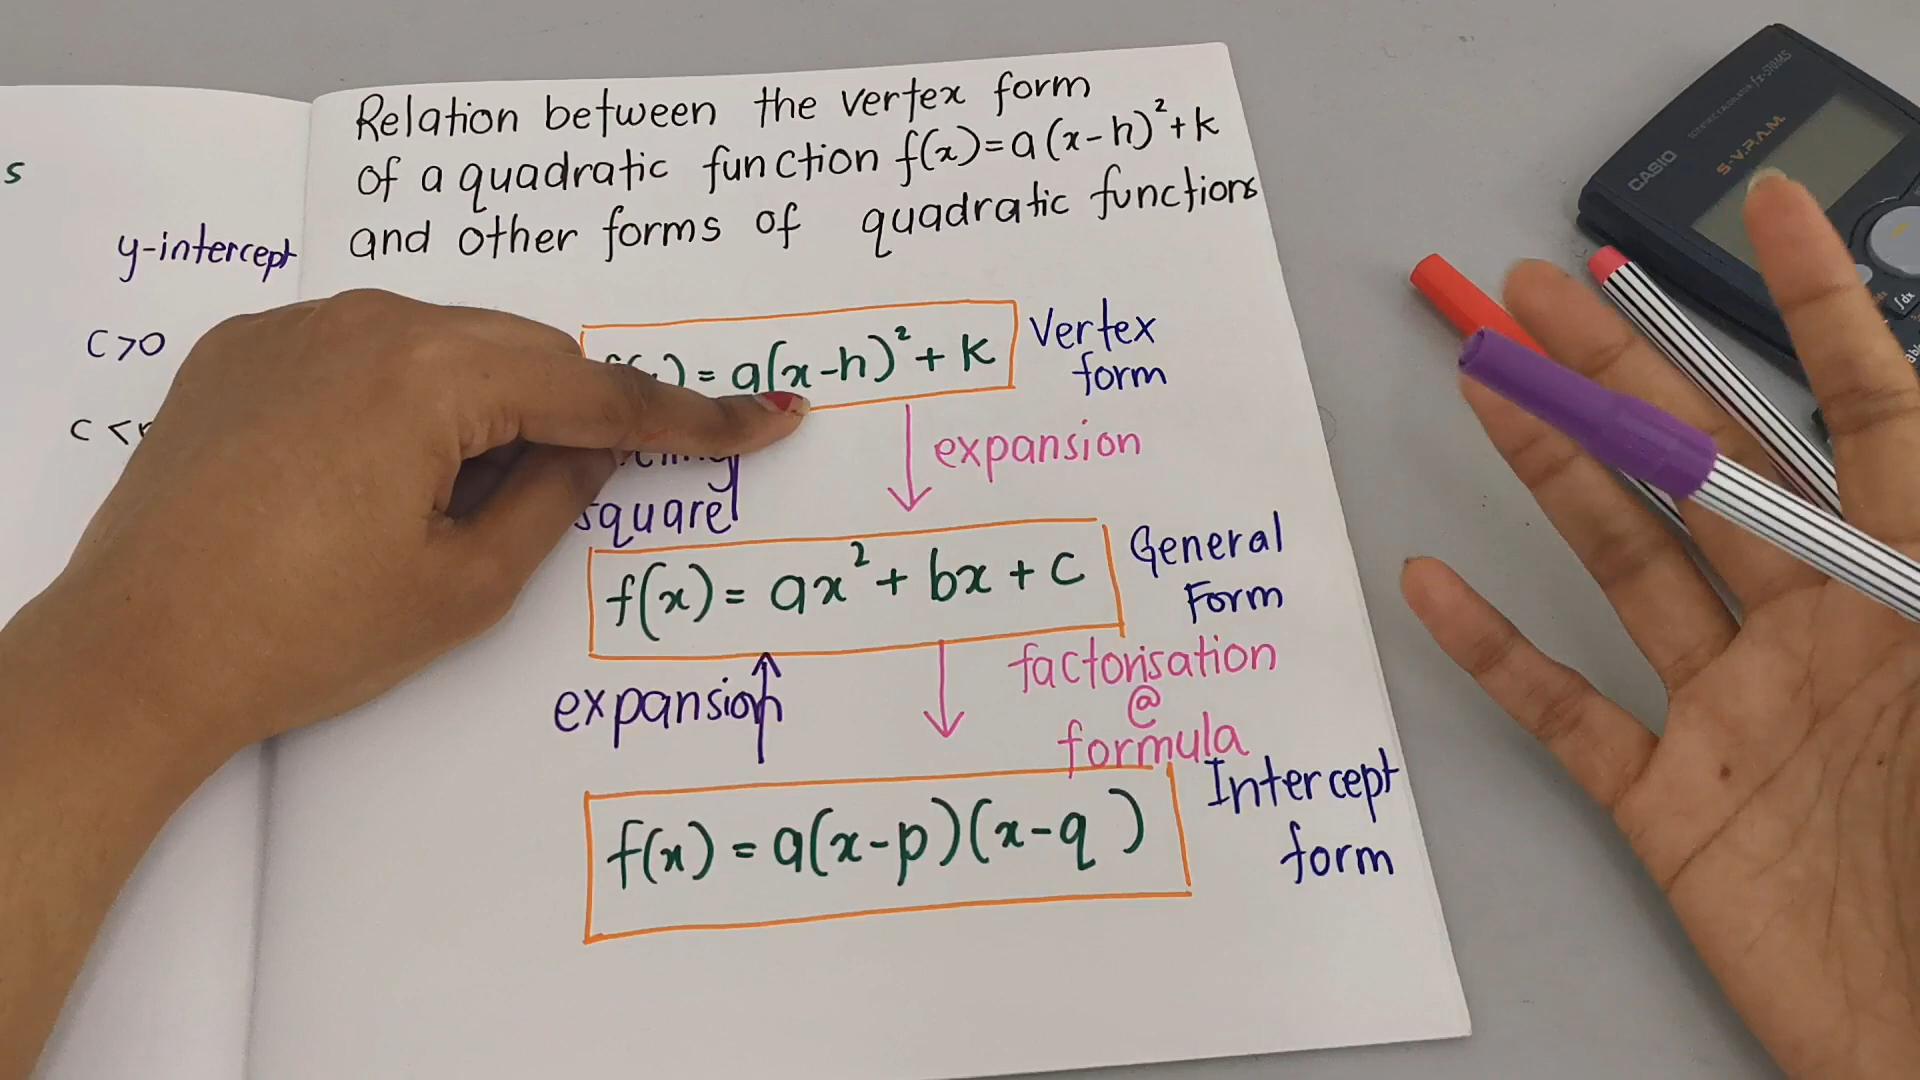 Relation between the vertex form
of a quadratic function f(x)=a(x-h)²+k
and other forms of quadratic functions
s
y-intercept
c>0
c<
= a(x-h)²+k
Vertex
form
expansion
square
f(x) = ax²+bx+c
General
Form
expansion
factorisation
@
formula
f(x) = a(x-p)(x-q)
Intercept
form
CASIO
S-V.P.A.M.
∫dx